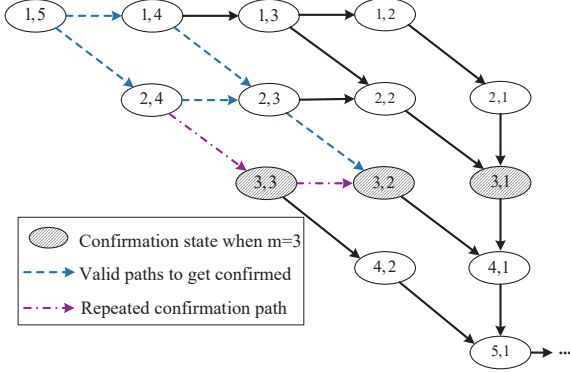 1,5 1,4 1,3 1,2
2,4 2,3 2,2 2,1
3,3 3,2 3,1
Confirmation state when m=3
Valid paths to get confirmed
Repeated confirmation path
4,2 4,1
5,1 ...